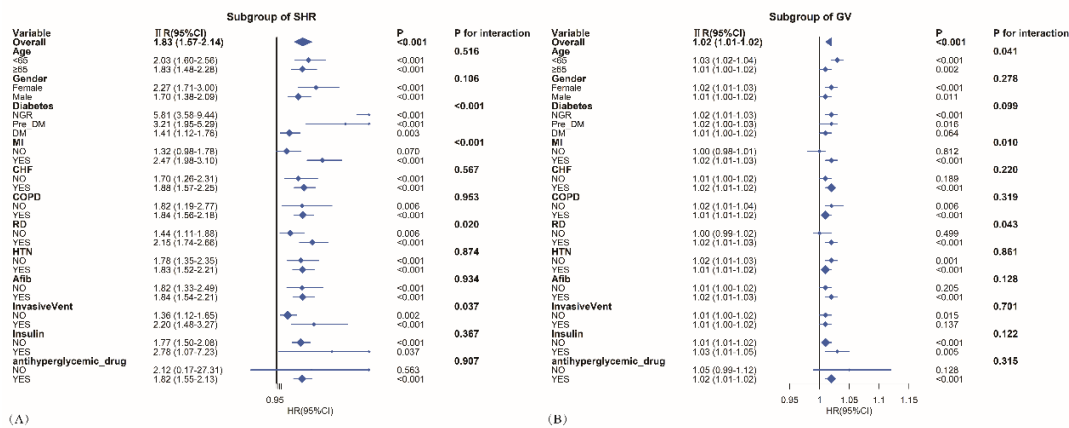 Subgroup of SHR
Variable HR(95%CI) P P for interaction
Overall 1.83 (1.57-2.14) <0.001
Age 0.516
<65 2.03 (1.60-2.56) <0.001
≥65 1.83 (1.48-2.28) <0.001
Gender 0.106
Female 2.27 (1.71-3.00) <0.001
Male 1.70 (1.38-2.09) <0.001
Diabetes <0.001
NGR 5.81 (3.58-9.44) <0.001
Pre_DM 3.21 (1.95-5.29) <0.001
DM 1.41 (1.12-1.76) 0.003
MI <0.001
NO 1.32 (0.98-1.78) 0.070
YES 2.47 (1.98-3.10) <0.001
CHF 0.567
NO 1.70 (1.26-2.31) <0.001
YES 1.88 (1.57-2.25) <0.001
COPD 0.953
NO 1.82 (1.19-2.77) 0.006
YES 1.84 (1.56-2.18) <0.001
RD 0.020
NO 1.44 (1.11-1.88) 0.006
YES 2.15 (1.74-2.66) <0.001
HTN 0.874
NO 1.78 (1.35-2.35) <0.001
YES 1.83 (1.52-2.21) <0.001
Afib 0.934
NO 1.82 (1.33-2.49) <0.001
YES 1.84 (1.54-2.21) <0.001
InvasiveVent 0.037
NO 1.36 (1.12-1.65) 0.002
YES 2.20 (1.48-3.27) <0.001
Insulin 0.367
NO 1.77 (1.50-2.08) <0.001
YES 2.78 (1.07-7.23) 0.037
antihyperglycemic_drug 0.907
NO 2.12 (0.17-27.31) 0.563
YES 1.82 (1.55-2.13) <0.001
0.95
HR(95%CI)
(A)
Subgroup of GV
Variable HR(95%CI) P P for interaction
Overall 1.02 (1.01-1.02) <0.001
Age 0.041
<65 1.03 (1.02-1.04) <0.001
≥65 1.01 (1.00-1.02) 0.002
Gender 0.278
Female 1.02 (1.01-1.03) <0.001
Male 1.01 (1.00-1.02) 0.011
Diabetes 0.099
NGR 1.02 (1.01-1.03) <0.001
Pre_DM 1.02 (1.00-1.03) 0.016
DM 1.01 (1.00-1.02) 0.064
MI 0.010
NO 1.00 (0.98-1.01) 0.812
YES 1.02 (1.01-1.03) <0.001
CHF 0.220
NO 1.01 (1.00-1.02) 0.189
YES 1.02 (1.01-1.02) <0.001
COPD 0.319
NO 1.02 (1.01-1.04) 0.006
YES 1.01 (1.01-1.02) <0.001
RD 0.043
NO 1.00 (0.99-1.02) 0.499
YES 1.02 (1.01-1.03) <0.001
HTN 0.861
NO 1.02 (1.01-1.03) 0.001
YES 1.01 (1.01-1.02) <0.001
Afib 0.128
NO 1.01 (1.00-1.02) 0.205
YES 1.02 (1.01-1.03) <0.001
InvasiveVent 0.701
NO 1.01 (1.00-1.02) 0.015
YES 1.01 (1.00-1.02) 0.137
Insulin 0.122
NO 1.01 (1.01-1.02) <0.001
YES 1.03 (1.01-1.05) 0.005
antihyperglycemic_drug 0.315
NO 1.05 (0.99-1.12) 0.128
YES 1.02 (1.01-1.02) <0.001
0.95 1 1.05 1.1 1.15
HR(95%CI)
(B)